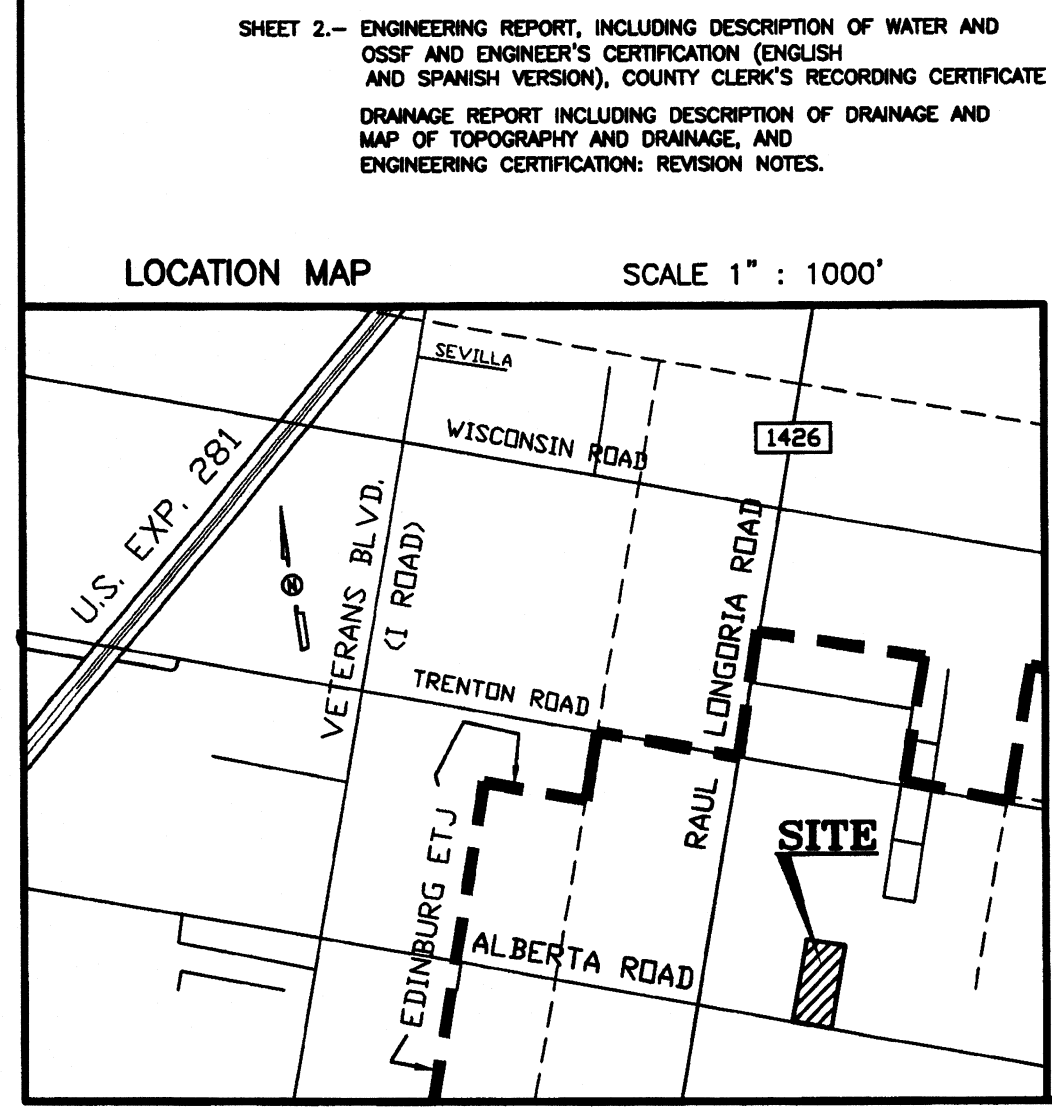 SHEET 2.– ENGINEERING REPORT, INCLUDING DESCRIPTION OF WATER AND
OSSF AND ENGINEER'S CERTIFICATION (ENGLISH
AND SPANISH VERSION), COUNTY CLERK'S RECORDING CERTIFICATE
DRAINAGE REPORT INCLUDING DESCRIPTION OF DRAINAGE AND
MAP OF TOPOGRAPHY AND DRAINAGE, AND
ENGINEERING CERTIFICATION: REVISION NOTES.
LOCATION MAP
SCALE 1" : 1000'
SEVILLA
WISCONSIN ROAD
1426
U.S. EXP. 281
VETERANS BLVD.
(I ROAD)
N
TRENTON ROAD
RAUL LONGORIA ROAD
EDINBURG ETJ
SITE
ALBERTA ROAD